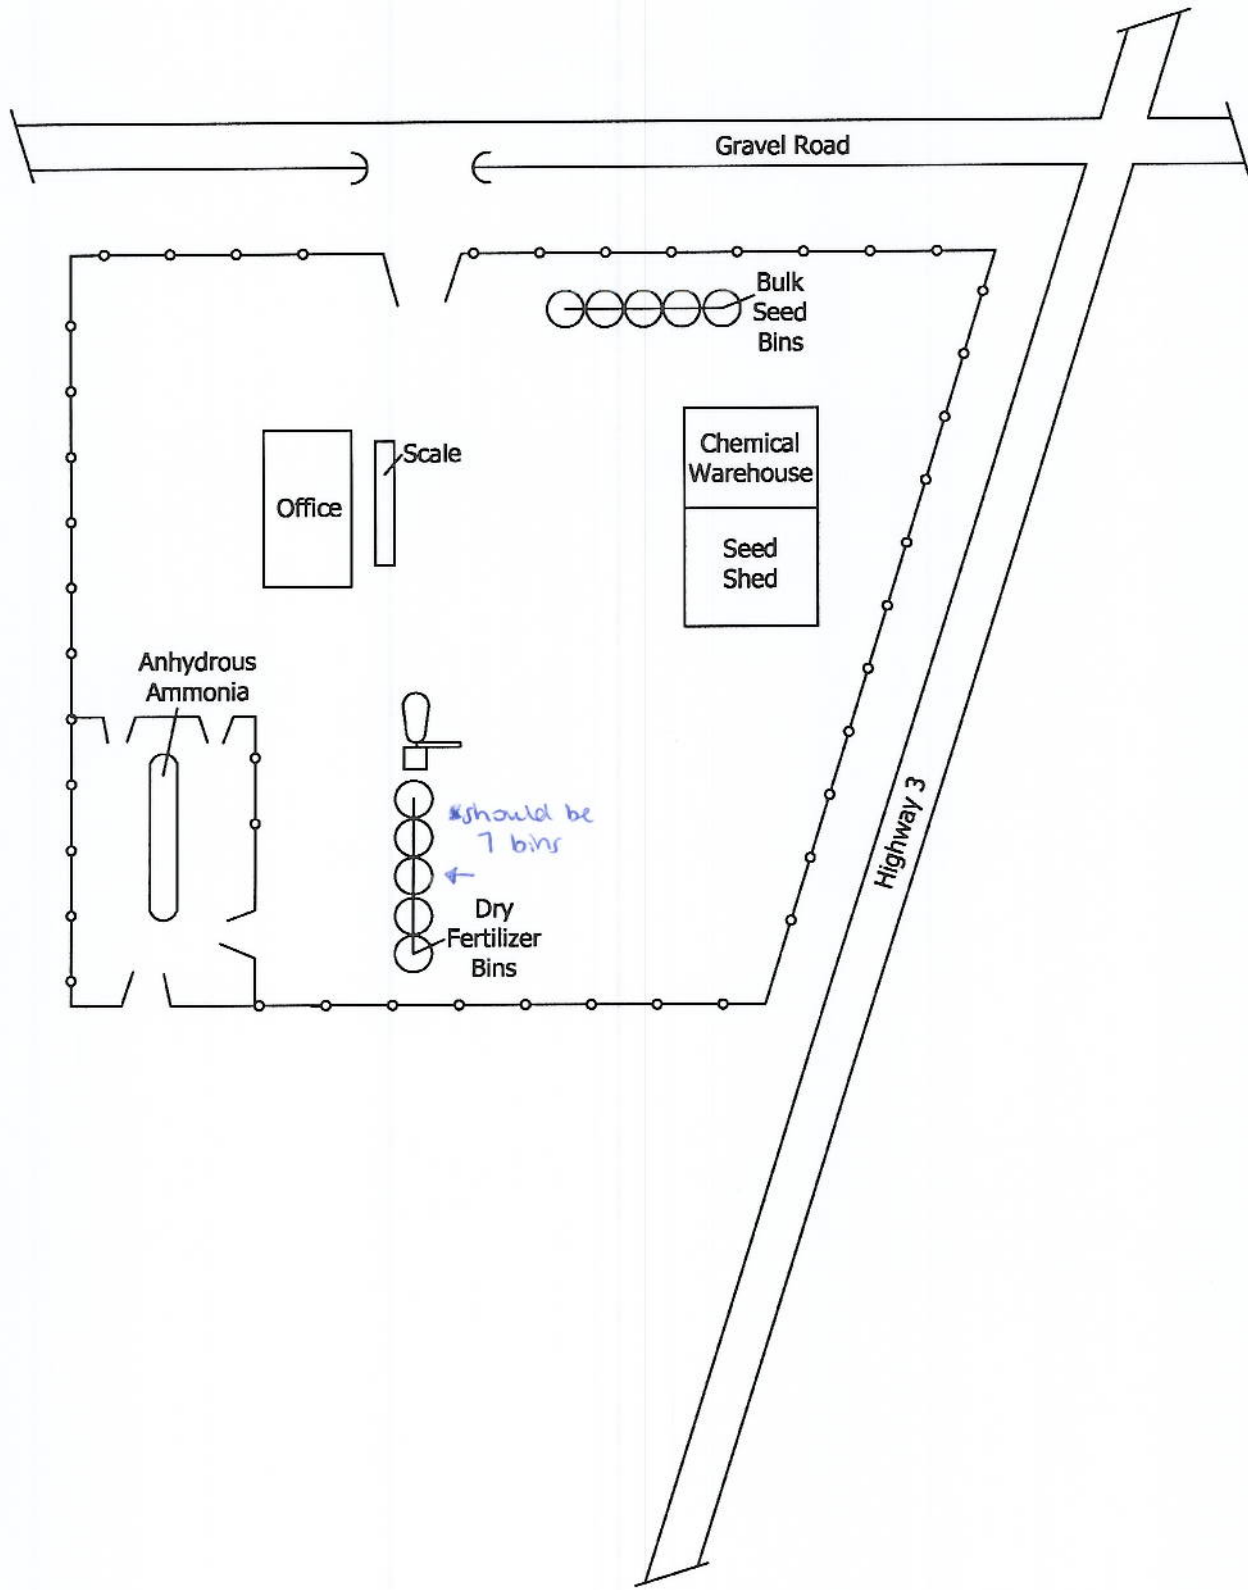 Gravel Road
Bulk
Seed
Bins
Chemical
Warehouse
Scale
Office
Seed
Shed
Anhydrous
Ammonia
Highway 3
*should be
7 bins
Dry
Fertilizer
Bins